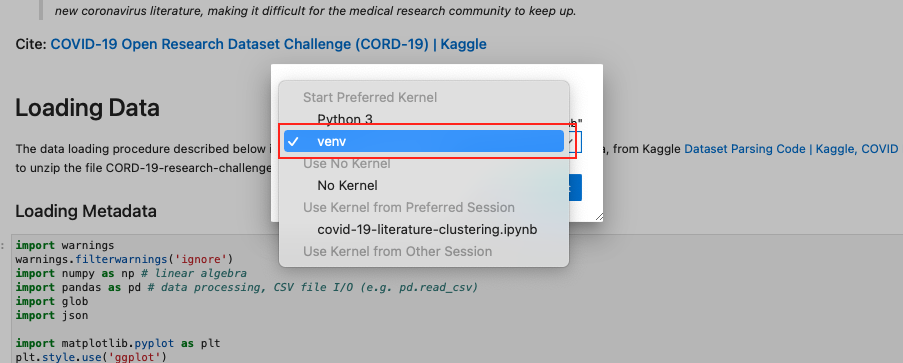 new coronavirus literature, making it difficult for the medical research community to keep up.
Cite: COVID-19 Open Research Dataset Challenge (CORD-19) | Kaggle
Start Preferred Kernel
Loading Data
Python 3
b"
The data loading procedure described below i
✓ venv
a, from Kaggle Dataset Parsing Code | Kaggle, COVID
Use No Kernel
to unzip the file CORD-19-research-challenge
No Kernel
Use Kernel from Preferred Session
Loading Metadata
covid-19-literature-clustering.ipynb
Use Kernel from Other Session
: import warnings
warnings.filterwarnings('ignore')
import numpy as np # linear algebra
import pandas as pd # data processing, CSV file I/O (e.g. pd.read_csv)
import glob
import json
import matplotlib.pyplot as plt
plt.style.use('ggplot')